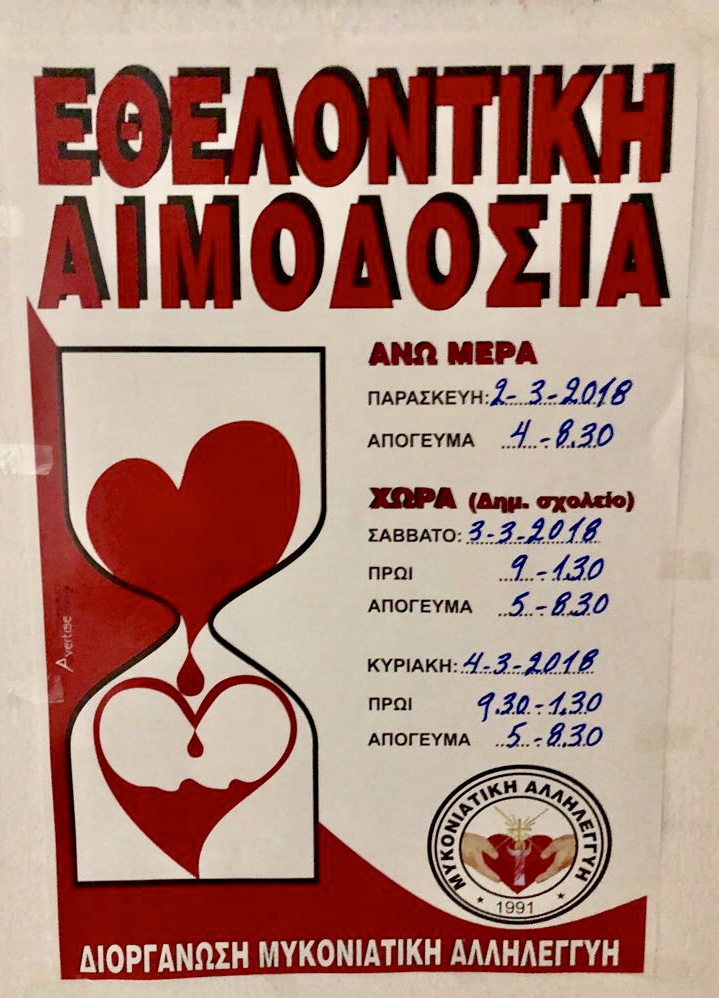 ΕΘΕΛΟΝΤΙΚΗ
ΑΙΜΟΔΟΣΙΑ
ΑΝΩ ΜΕΡΑ
ΠΑΡΑΣΚΕΥΗ: 2-3-2018
ΑΠΟΓΕΥΜΑ 4-8.30
ΧΩΡΑ (Δημ. σχολείο)
ΣΑΒΒΑΤΟ: 3-3-2018
ΠΡΩΙ 9-1.30
ΑΠΟΓΕΥΜΑ 5-8.30
ΚΥΡΙΑΚΗ: 4-3-2018
ΠΡΩΙ 9.30-1.30
ΑΠΟΓΕΥΜΑ 5-8.30
Avertise
ΜΥΚΟΝΙΑΤΙΚΗ ΑΛΛΗΛΕΓΓΥΗ
1991
ΔΙΟΡΓΑΝΩΣΗ ΜΥΚΟΝΙΑΤΙΚΗ ΑΛΛΗΛΕΓΓΥΗ